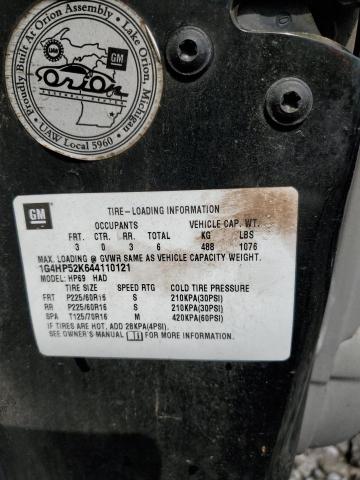 Proudly Built At Orion Assembly • Lake Orion, Michigan
UAW
GM
Orion
UAW Local 5960
GM
TIRE-LOADING INFORMATION
OCCUPANTS VEHICLE CAP. WT.
FRT. CTR. RR. TOTAL KG LBS
3 0 3 6 488 1076
MAX. LOADING @ GVWR SAME AS VEHICLE CAPACITY WEIGHT.
1G4HP52K644110121
MODEL: HP69 HAD
TIRE SIZE SPEED RTG COLD TIRE PRESSURE
FRT P225/60R16 S 210KPA(30PSI)
RR P225/60R16 S 210KPA(30PSI)
SPA T125/70R16 M 420KPA(60PSI)
IF TIRES ARE HOT, ADD 28KPA(4PSI).
SEE OWNER'S MANUAL FOR ADDITIONAL INFORMATION